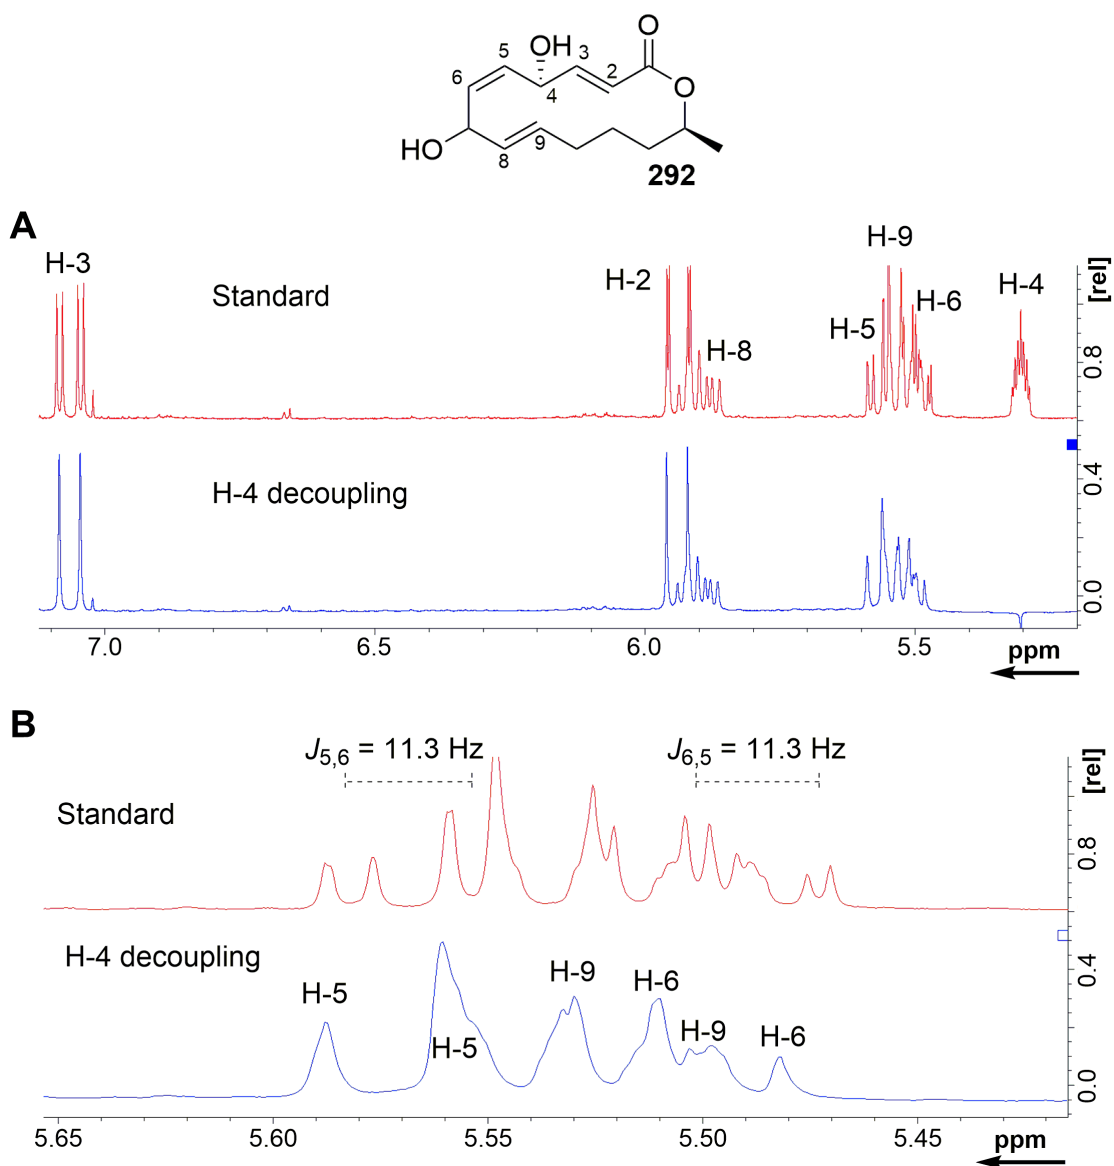 O
OH
3
5
2
6
4
O
HO
8
9
292
A
H-3
Standard
H-2
H-8
H-9
H-5
H-6
H-4
[rel]
0.8
H-4 decoupling
0.4
0.0
7.0 6.5 6.0 5.5 ppm
B
J5,6 = 11.3 Hz
J6,5 = 11.3 Hz
[rel]
Standard
0.8
H-4 decoupling
H-5
H-5
H-9
H-6
H-9
H-6
0.4
0.0
5.65 5.60 5.55 5.50 5.45 ppm